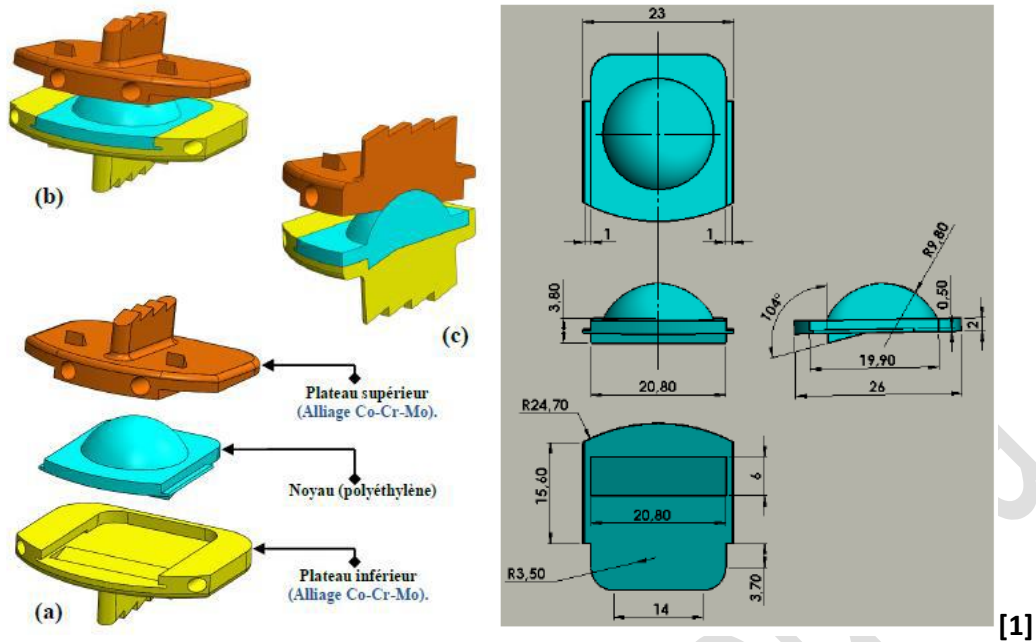 (b)
(c)
Plateau supérieur
(Alliage Co-Cr-Mo).
Noyau (polyéthylène)
Plateau inférieur
(Alliage Co-Cr-Mo).
(a)
23
1
1
3,80
20,80
104°
R9,80
0,50
2
19,90
26
R24,70
15,60
6
20,80
R3,50
3,70
14
[1]